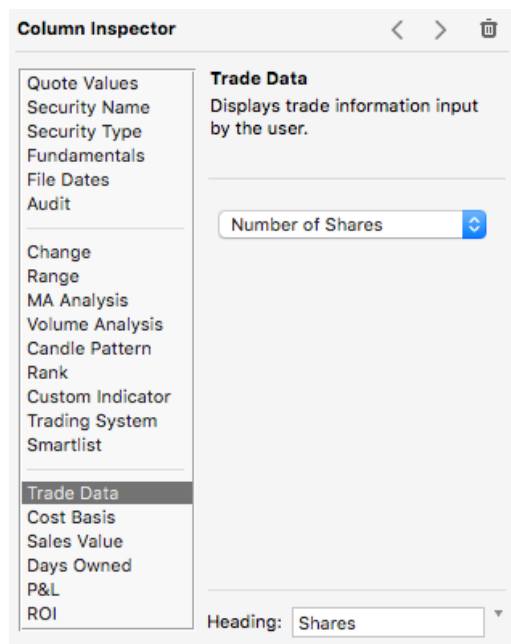 Column Inspector
Quote Values
Security Name
Security Type
Fundamentals
File Dates
Audit
Change
Range
MA Analysis
Volume Analysis
Candle Pattern
Rank
Custom Indicator
Trading System
Smartlist
Trade Data
Cost Basis
Sales Value
Days Owned
P&L
ROI
Trade Data
Displays trade information input
by the user.
Number of Shares
Heading: Shares